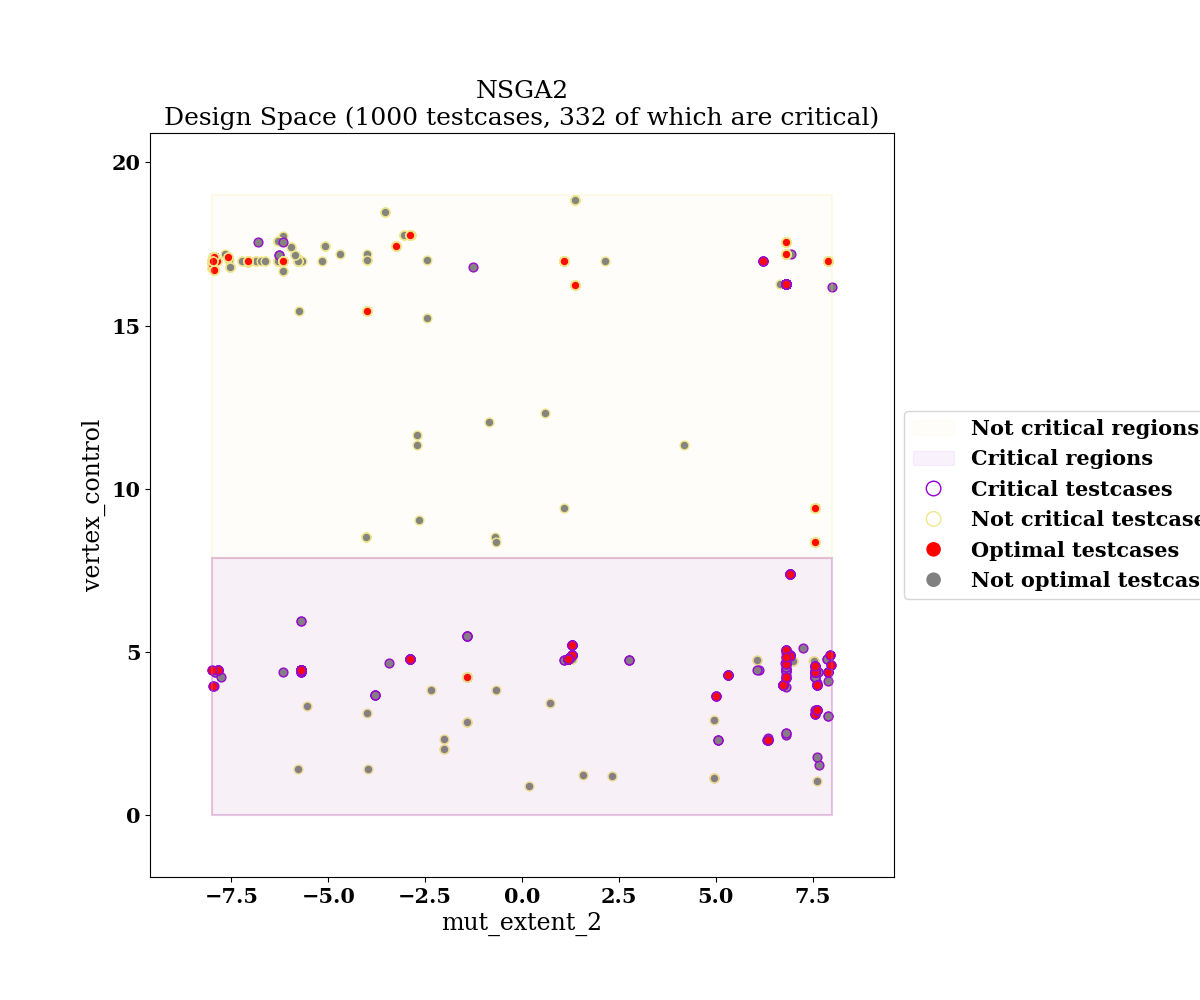 NSGA2
Design Space (1000 testcases, 332 of which are critical)
20
15
10
5
0
vertex_control
−7.5 −5.0 −2.5 0.0 2.5 5.0 7.5
mut_extent_2
Not critical regions
Critical regions
Critical testcases
Not critical testcase
Optimal testcases
Not optimal testcas